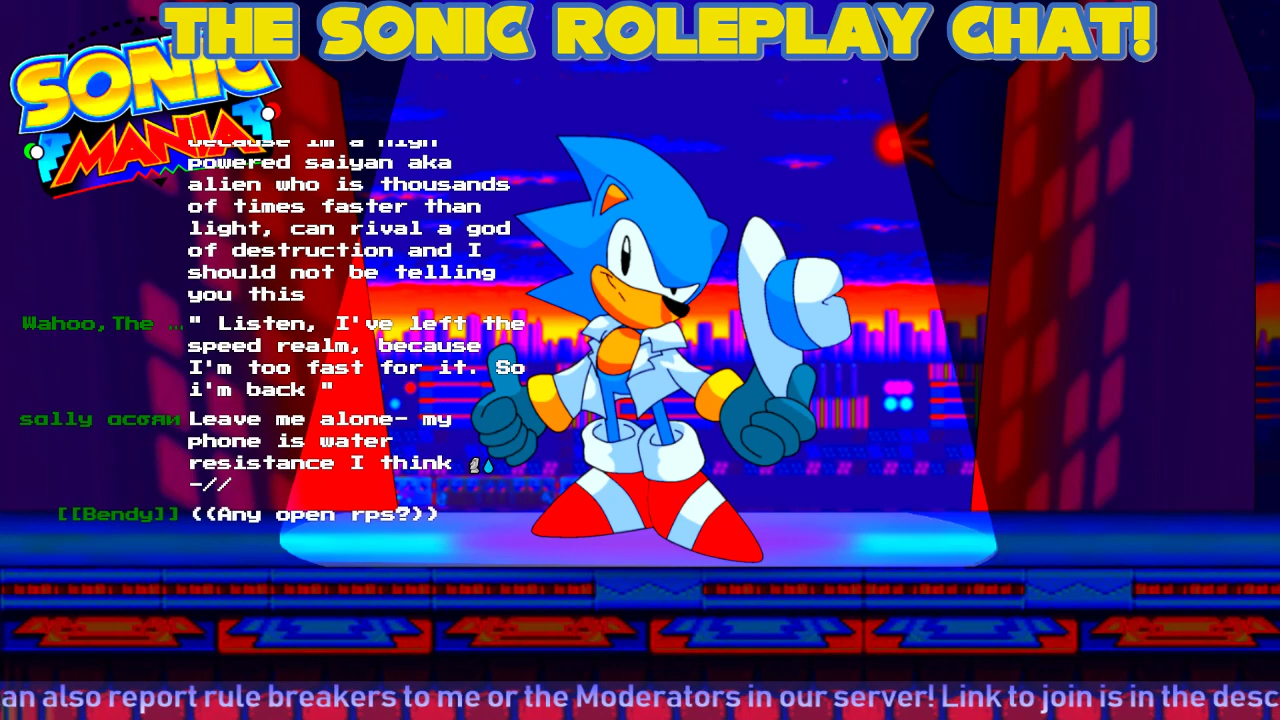 THE SONIC ROLEPLAY CHAT!
SONIC
MANIA
because im a high
powered saiyan aka
alien who is thousands
of times faster than
light, can rival a god
of destruction and I
should not be telling
you this
Wahoo,The … " Listen, I've left the
speed realm, because
I'm too fast for it. So
i'm back "
sally acσяи Leave me alone- my
phone is water
resistance I think
-//
[[Bendy]] ((Any open rps?))
an also report rule breakers to me or the Moderators in our server! Link to join is in the desc